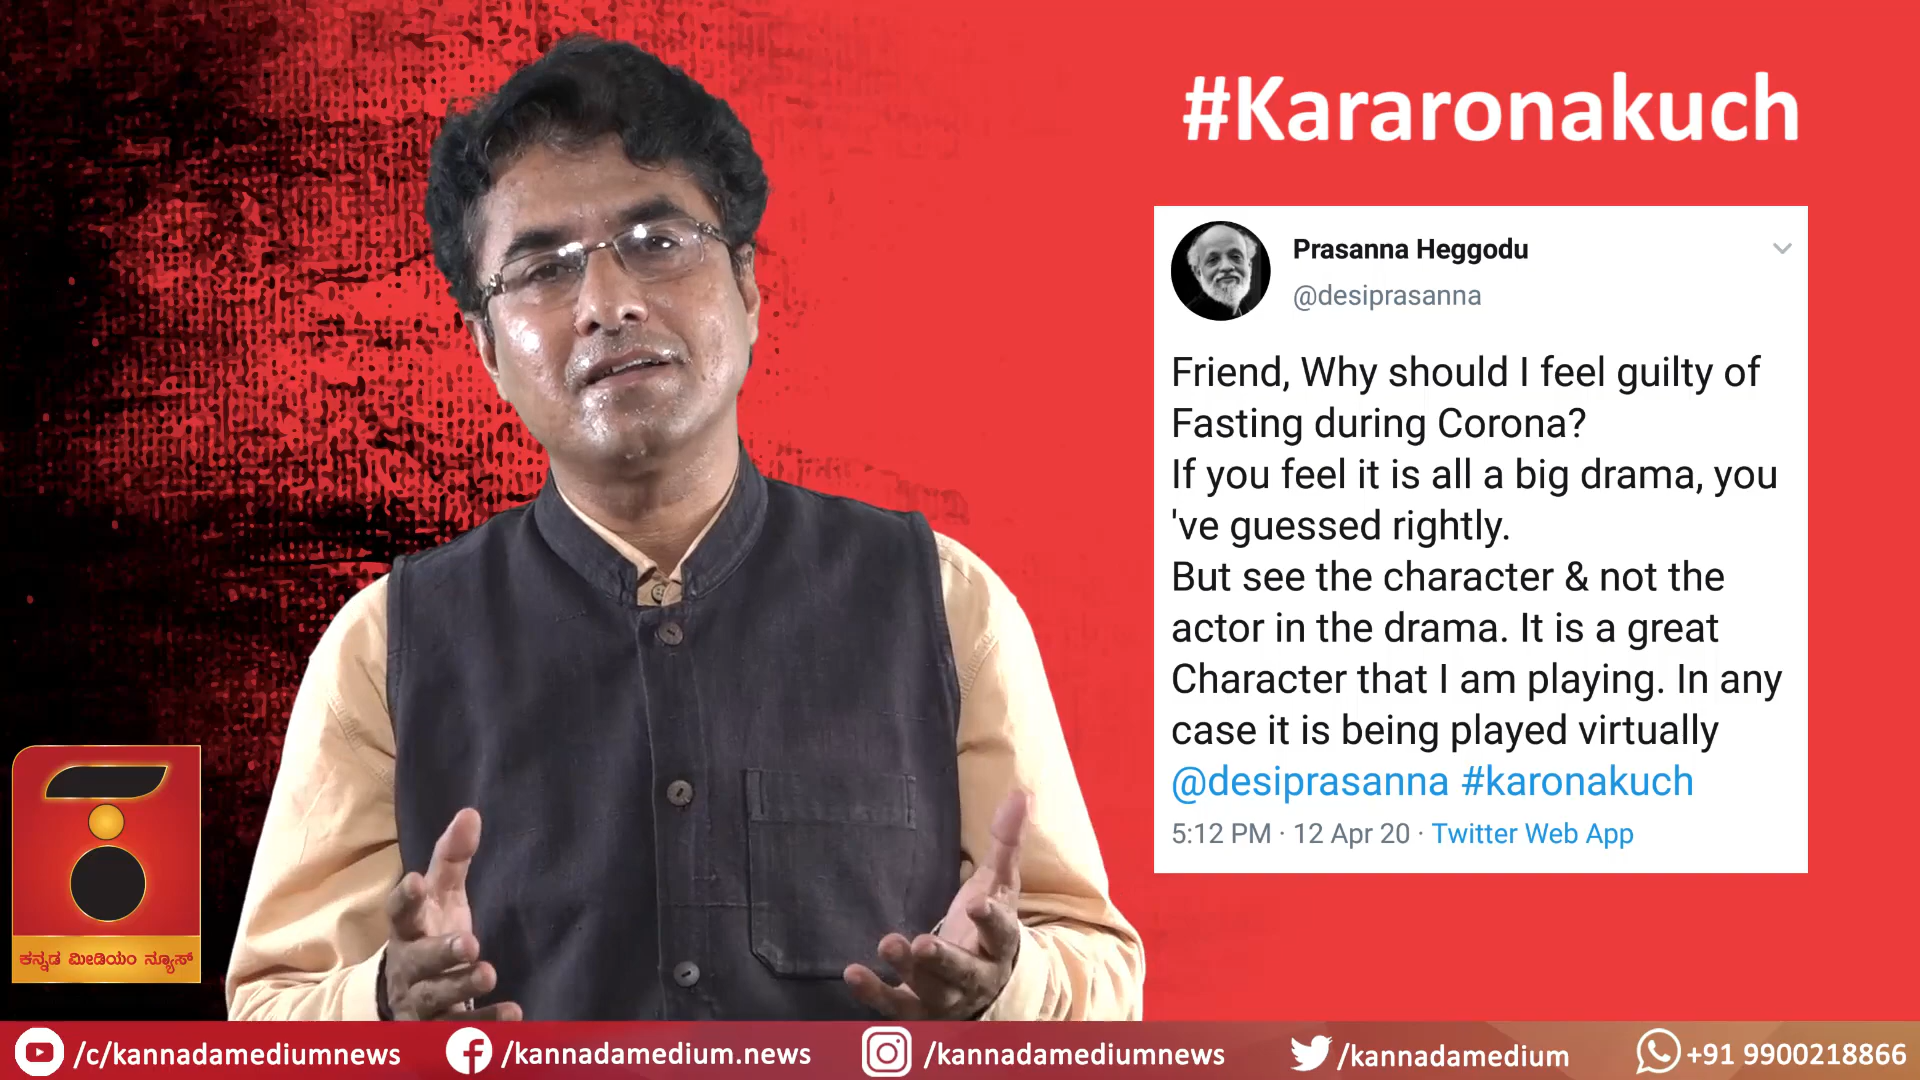 #Kararonakuch
Prasanna Heggodu
@desiprasanna
Friend, Why should I feel guilty of
Fasting during Corona?
If you feel it is all a big drama, you
've guessed rightly.
But see the character & not the
actor in the drama. It is a great
Character that I am playing. In any
case it is being played virtually
@desiprasanna #karonakuch
5:12 PM · 12 Apr 20 · Twitter Web App
ಕನ್ನಡ ಮೀಡಿಯಂ ನ್ಯೂಸ್
/c/kannadamediumnews
/kannadamedium.news
/kannadamediumnews
/kannadamedium
+91 9900218866